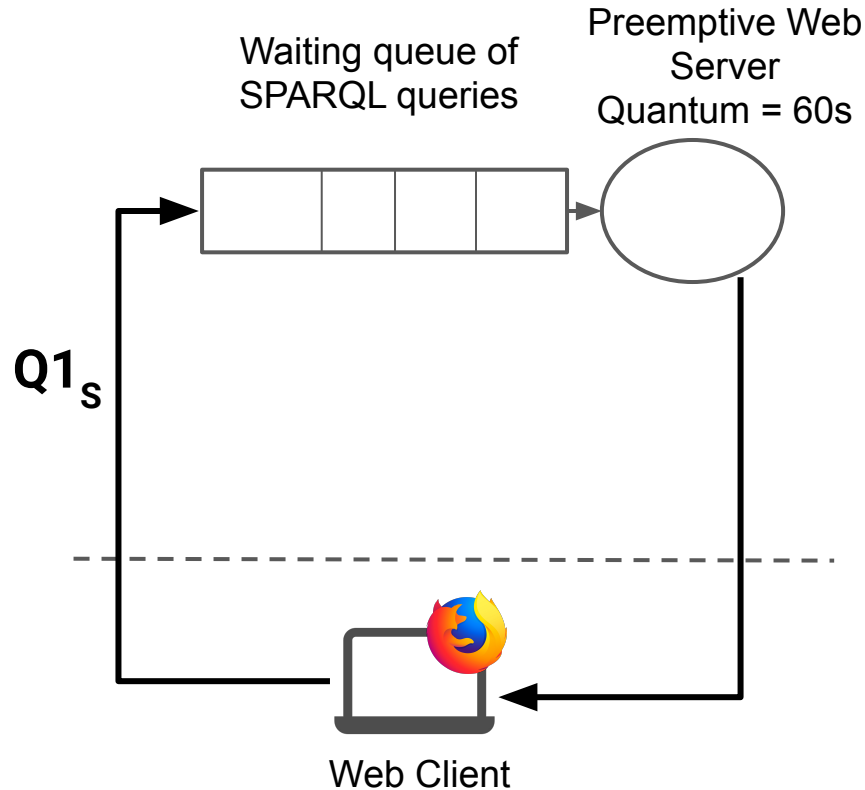 Waiting queue of
SPARQL queries
Preemptive Web
Server
Quantum = 60s
Q1s
Web Client